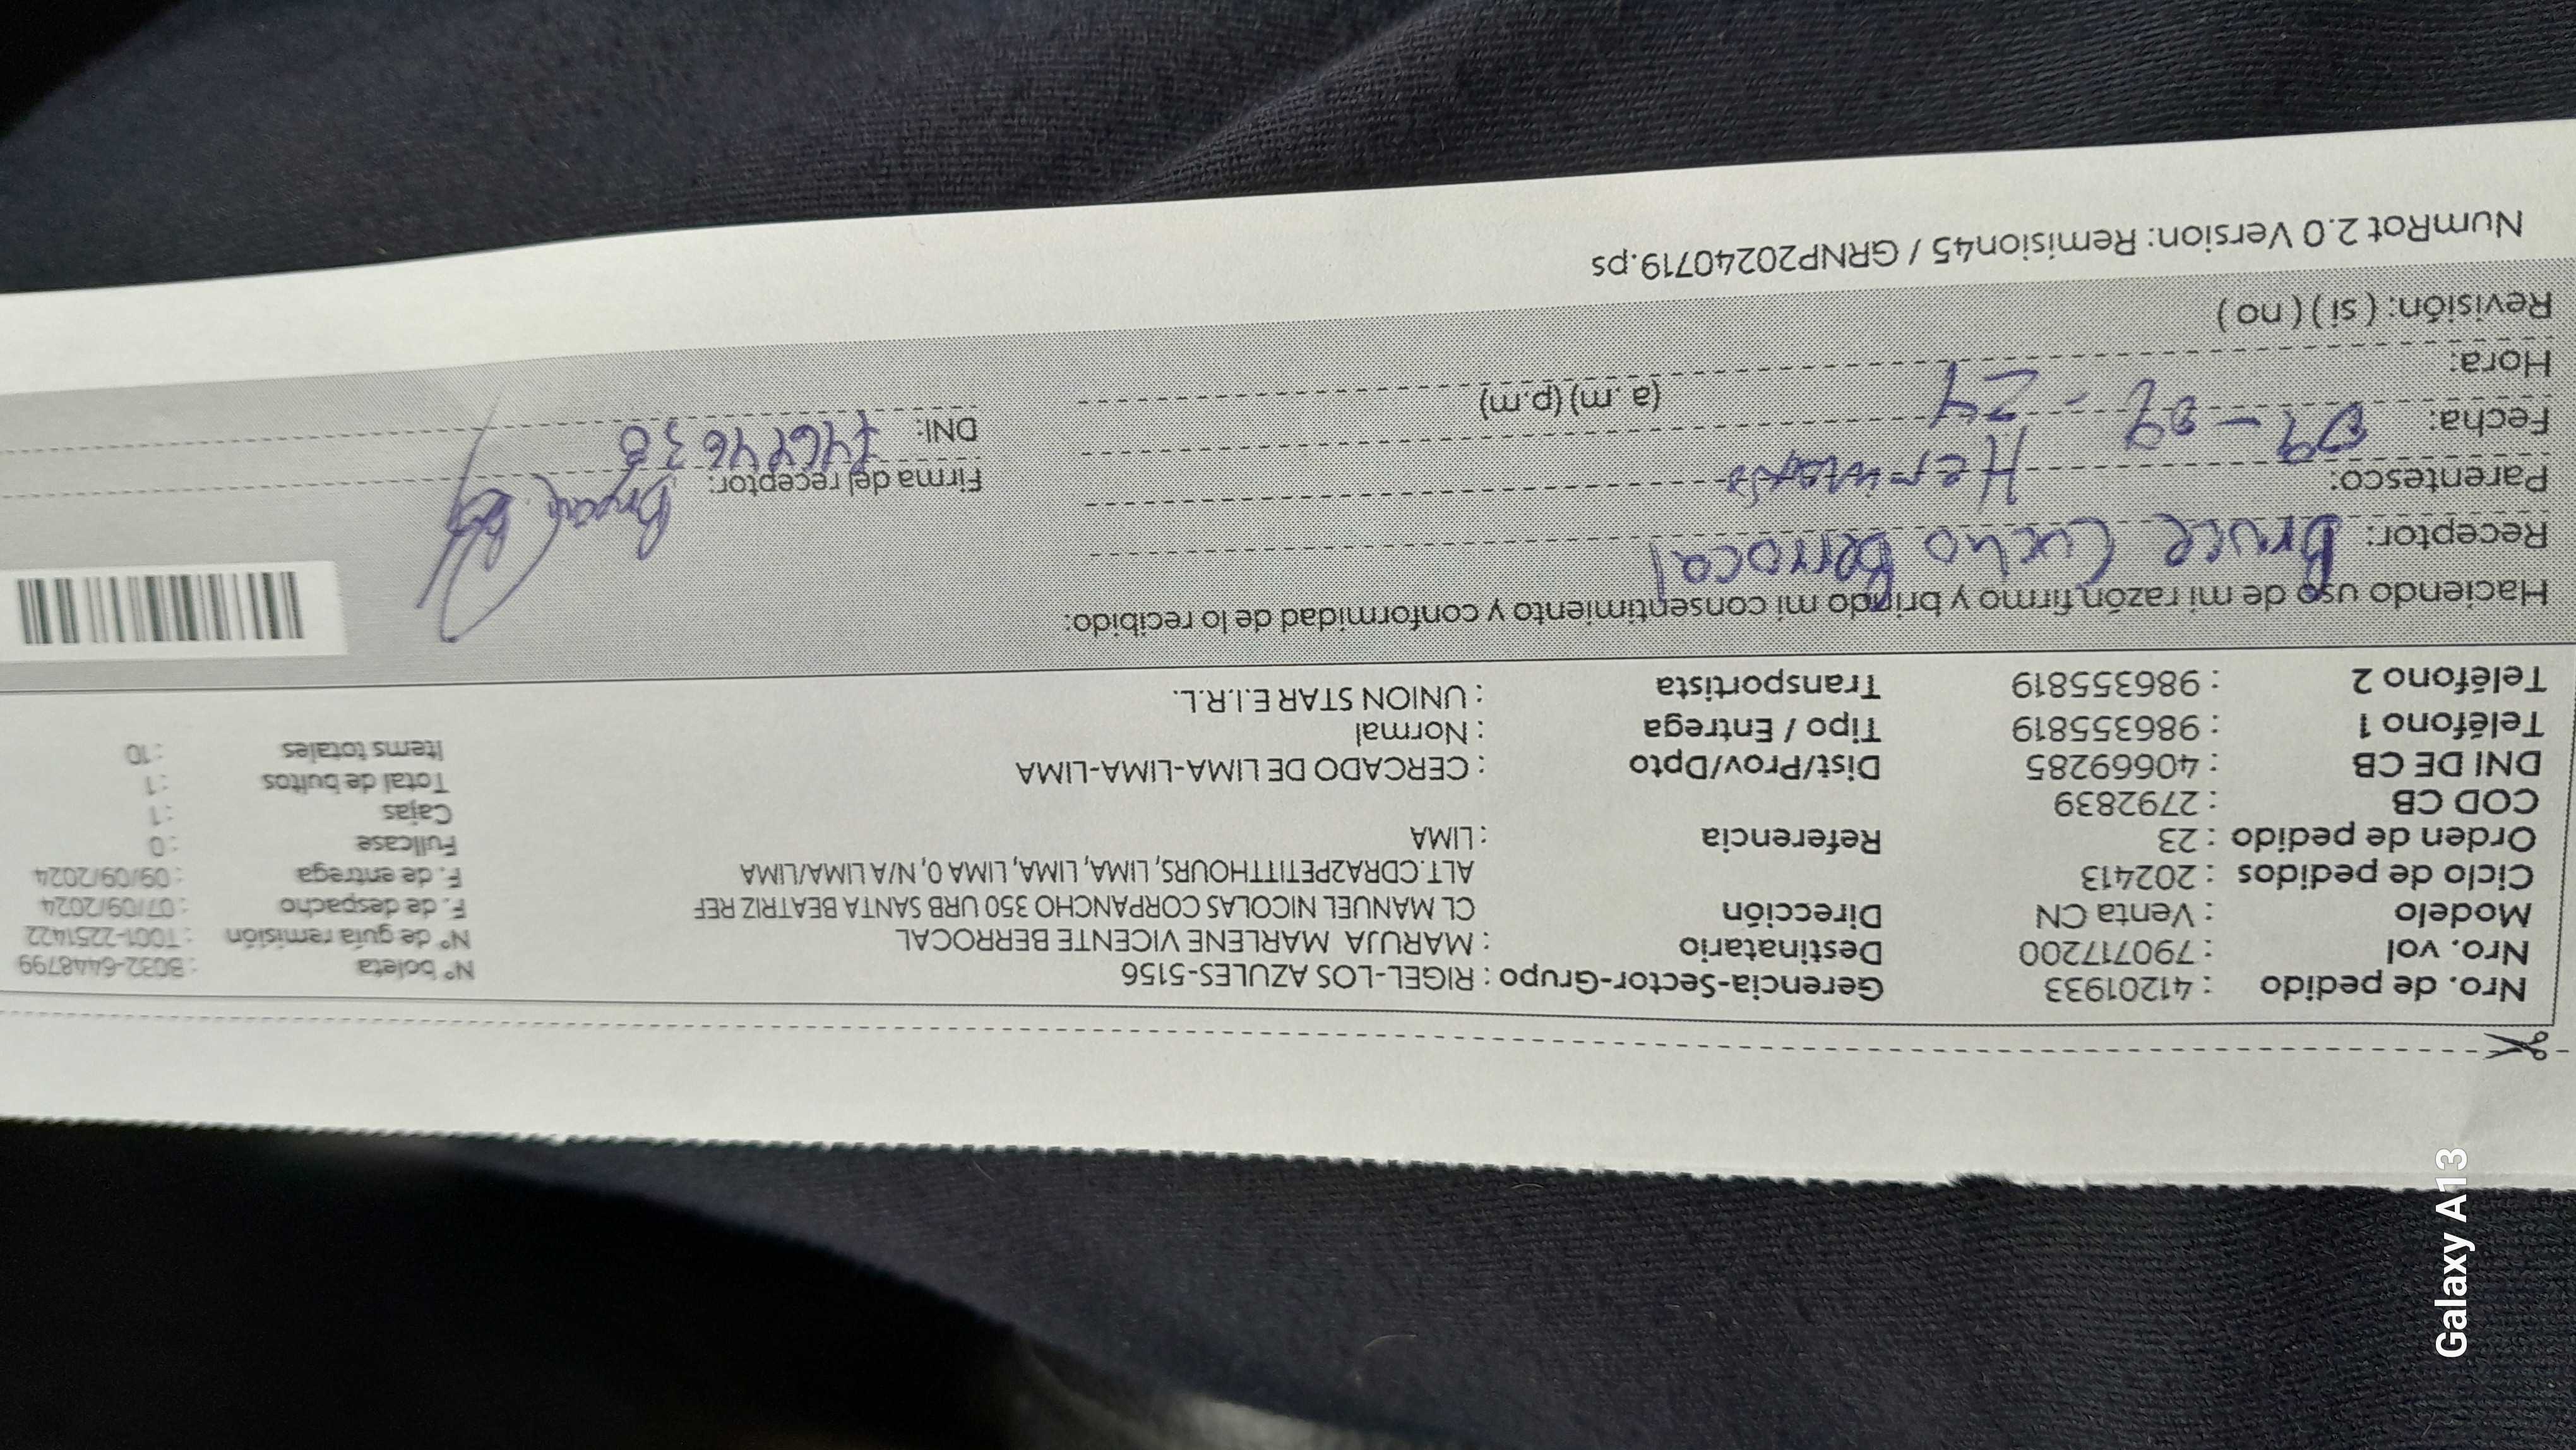 Nro. de pedido : 41201933 Gerencia-Sector-Grupo : RIGEL-LOS AZULES-5156 N° boleta : B032-6448799
Nro. vol : 790717200 Destinatario : MARUJA MARLENE VICENTE BERROCAL N° de guia remisión : T001-2251422
Modelo : Venta CN Dirección CL MANUEL NICOLAS CORPANCHO 350 URB SANTA BEATRIZ REF F. de despacho : 07/09/2024
Ciclo de pedidos : 202413 ALT.CDRA2PETITTHOURS, LIMA, LIMA, LIMA 0, N/A LIMA/LIMA F. de entrega : 09/09/2024
Orden de pedido : 23 Referencia : LIMA Fullcase : 0
COD CB : 2792839 Cajas : 1
DNI DE CB : 40669285 Dist/Prov/Dpto : CERCADO DE LIMA-LIMA-LIMA Total de bultos : 1
Teléfono 1 : 986355819 Tipo / Entrega : Normal Items totales : 10
Teléfono 2 : 986355819 Transportista : UNION STAR E.I.R.L.
Haciendo uso de mi razón firmo y brindo mi consentimiento y conformidad de lo recibido:
Receptor: Bruce Cucho Berrocal
Parentesco: Hermano Firma del receptor:
Fecha: 09-09-24 DNI:
Hora: (a.m) (p.m)
Revisión: ( si ) ( no )
NumRot 2.0 Version: Remision45 / GRNP20240719.ps
Galaxy A13